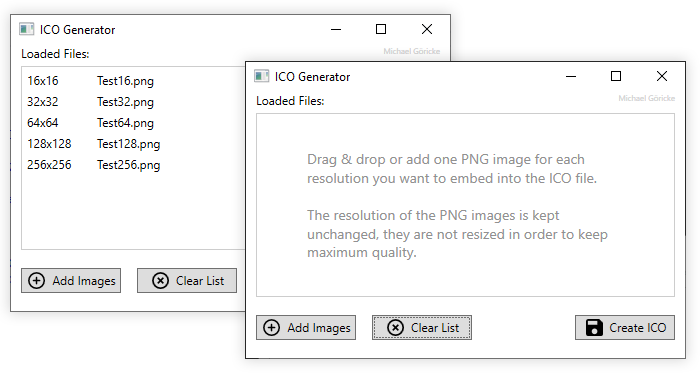 ICO Generator
Loaded Files:
Michael Göricke
16x16 Test16.png
32x32 Test32.png
64x64 Test64.png
128x128 Test128.png
256x256 Test256.png
Add Images
Clear List
ICO Generator
Loaded Files:
Michael Göricke
Drag & drop or add one PNG image for each
resolution you want to embed into the ICO file.
The resolution of the PNG images is kept
unchanged, they are not resized in order to keep
maximum quality.
Add Images
Clear List
Create ICO